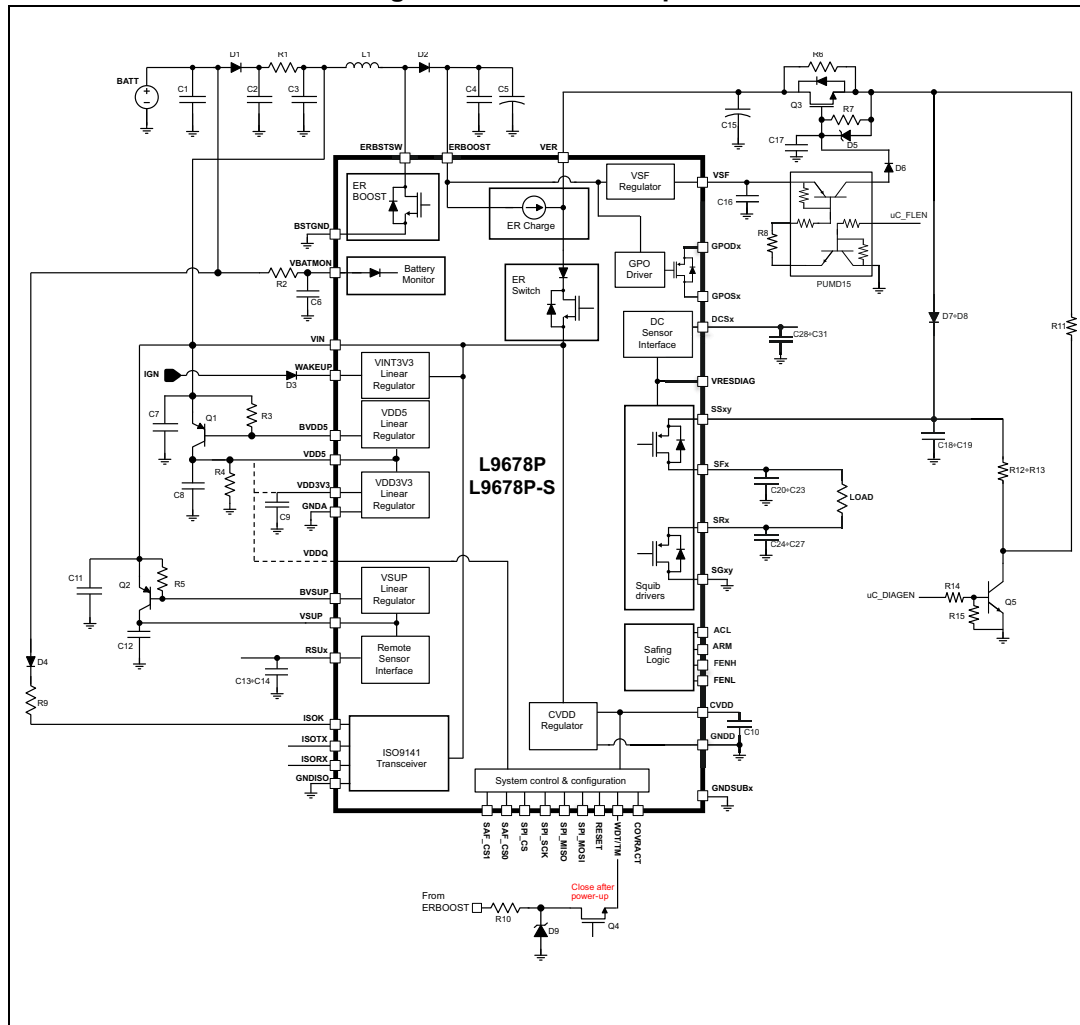 D1
R1
L1
D2
R6
BATT
C1
C2
C3
C4
C5
Q3
R7
C15
D5
C17
D6
ERBSTSW
ERBOOST
VER
ER
BOOST
VSF
Regulator
VSF
C16
uC_FLEN
ER Charge
R8
BSTGND
GPODx
GPO
Driver
PUMD15
VBATMON
Battery
Monitor
R2
C6
ER
Switch
GPOSx
DCSx
DC
Sensor
Interface
C28÷C31
D7÷D8
R11
VIN
WAKEUP
VINT3V3
Linear
Regulator
IGN
D3
VRESDIAG
C7
Q1
R3
VDD5
Linear
Regulator
BVDD5
SSxy
C18÷C19
VDD5
L9678P
L9678P-S
R4
C8
VDD3V3
VDD3V3
Linear
Regulator
C9
GNDA
SFx
C20÷C23
R12÷R13
LOAD
SRx
C24÷C27
VDDQ
C11
Q2
R5
VSUP
Linear
Regulator
BVSUP
SGxy
Squib
drivers
R14
uC_DIAGEN
R15
Q5
VSUP
C12
Remote
Sensor
Interface
RSUx
C13÷C14
ACL
ARM
FENH
FENL
Safing
Logic
D4
R9
CVDD
CVDD
Regulator
C10
GNDD
ISOK
ISOTX
ISORX
GNDISO
ISO9141
Transceiver
System control & configuration
GNDSUBx
SAF_CS1
SAF_CS0
SPI_CS
SPI_SCK
SPI_MISO
SPI_MOSI
RESET
WDT/TM
COVRACT
Close after
power-up
From
ERBOOST
R10
D9
Q4